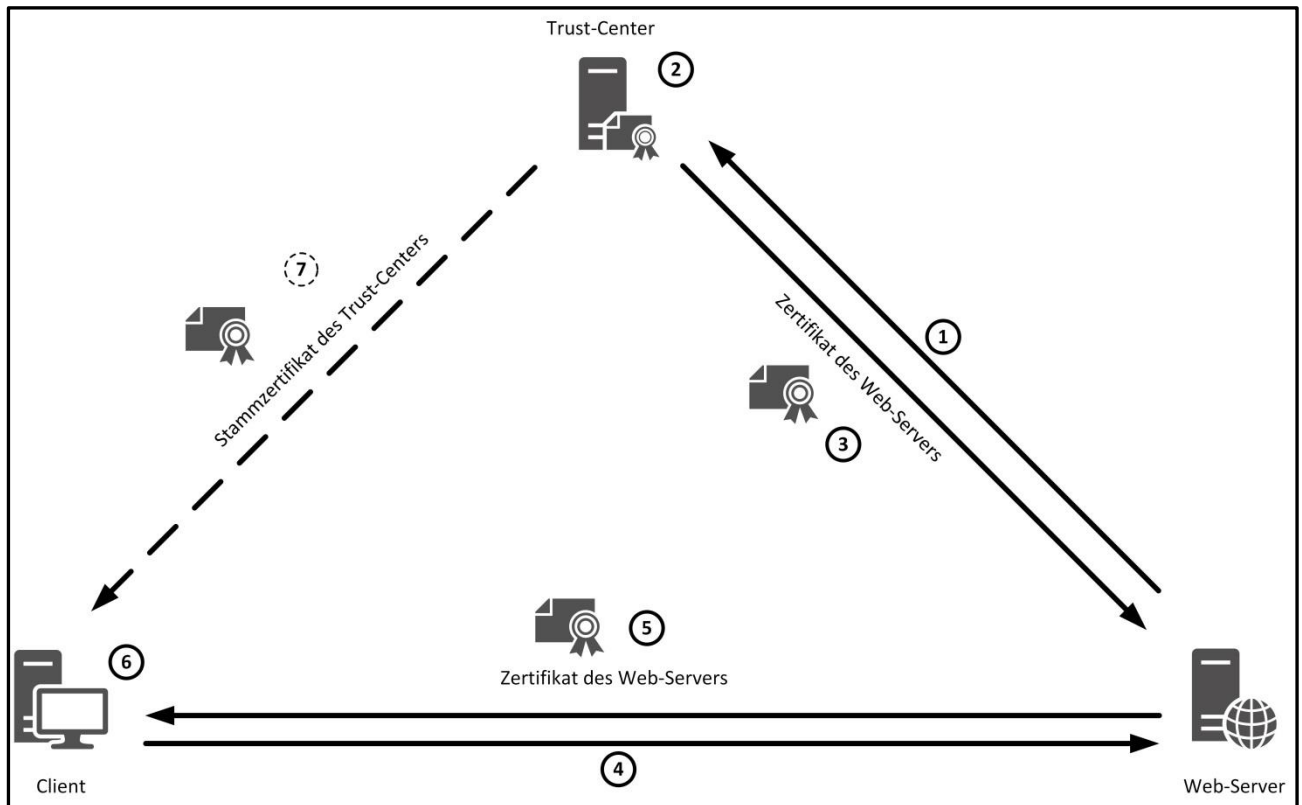 Trust-Center
2
7
Stammzertifikat des Trust-Centers
1
Zertifikat des Web-Servers
3
5
6
Zertifikat des Web-Servers
4
Client
Web-Server